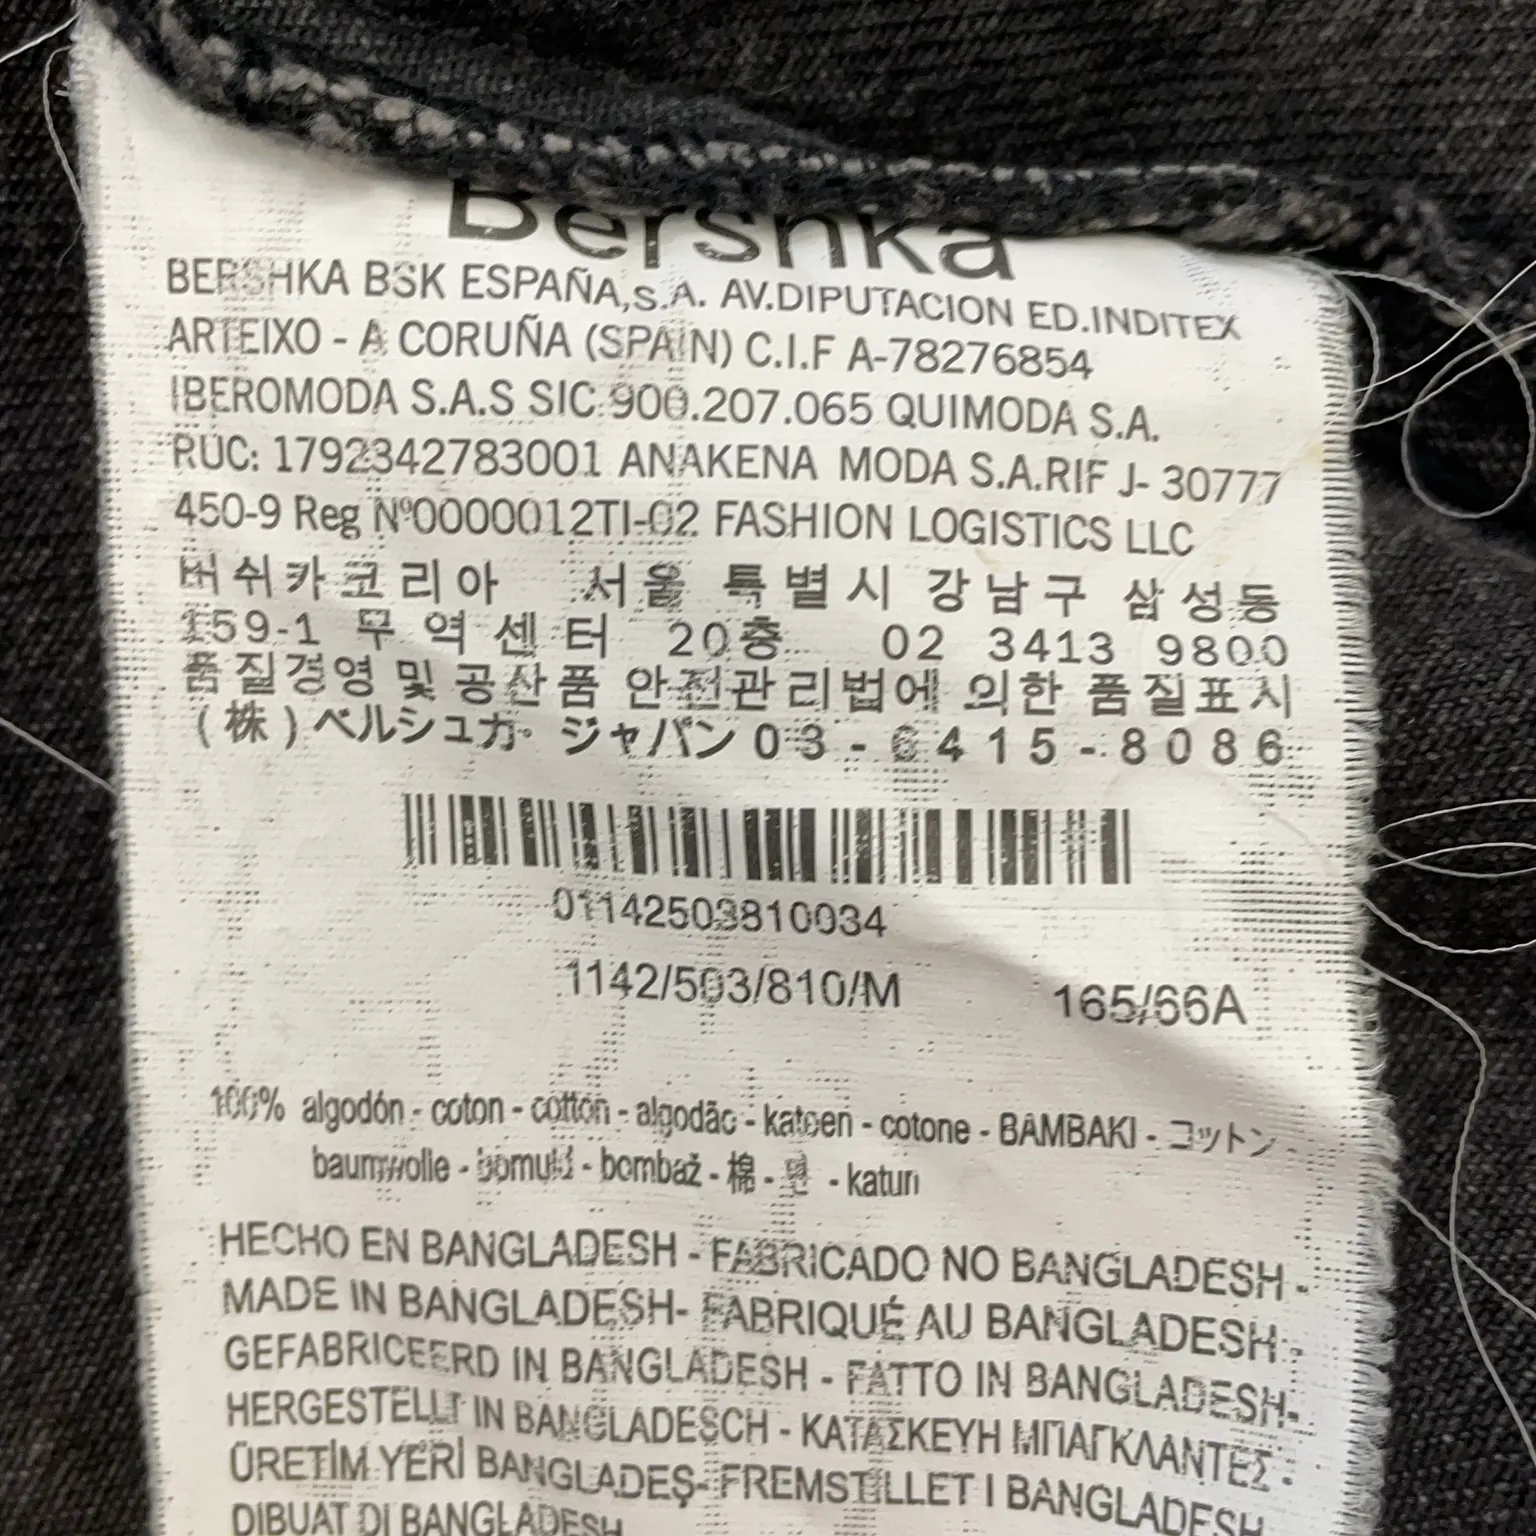 Bershka
BERSHKA BSK ESPAÑA,S.A. AV.DIPUTACION ED.INDITEX
ARTEIXO - A CORUÑA (SPAIN) C.I.F A-78276854
IBEROMODA S.A.S SIC.900.207.065 QUIMODA S.A.
RUC: 1792342783001 ANAKENA MODA S.A.RIF J- 30777
450-9 Reg Nº0000012TI-02 FASHION LOGISTICS LLC
버쉬카코리아 서울 특별시 강남구 삼성동
159-1 무역센터 20층 02 3413 9800
품질경영 및 공산품 안전관리법에 의한 품질표시
(株)ベルシュカ・ジャパン 03-6415-8086
01142503810034
1142/503/810/M 165/66A
100% algodón - coton - cotton - algodão - katoen - cotone - BAMBAKI - コットン -
baumwolle - bomuld - bombaž - 棉 - 면 - katun
HECHO EN BANGLADESH - FABRICADO NO BANGLADESH -
MADE IN BANGLADESH- FABRIQUÉ AU BANGLADESH-
GEFABRICEERD IN BANGLADESH - FATTO IN BANGLADESH-
HERGESTELLT IN BANGLADESCH - ΚΑΤΑΣΚΕΥΗ ΜΠΑΓΚΛΑΝΤΕΣ -
ÜRETİM YERİ BANGLADEŞ- FREMSTILLET I BANGLADESH
DIBUAT DI BANGLADESH